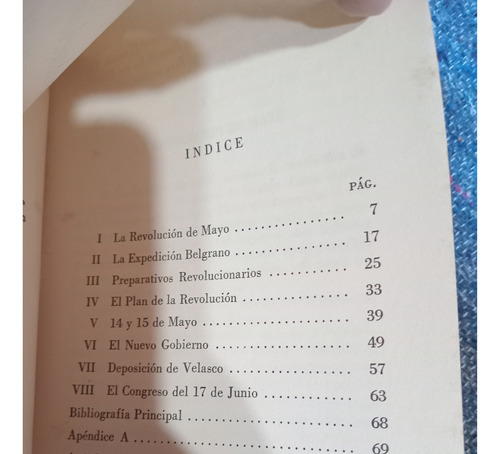 INDICE
PÁG.
I La Revolución de Mayo ................ 7
II La Expedición Belgrano ................ 17
III Preparativos Revolucionarios ............ 25
IV El Plan de la Revolución ................ 33
V 14 y 15 de Mayo ...................... 39
VI El Nuevo Gobierno .................... 49
VII Deposición de Velasco .................. 57
VIII El Congreso del 17 de Junio ............ 63
Bibliografía Principal ...................... 68
Apéndice A .............................. 69